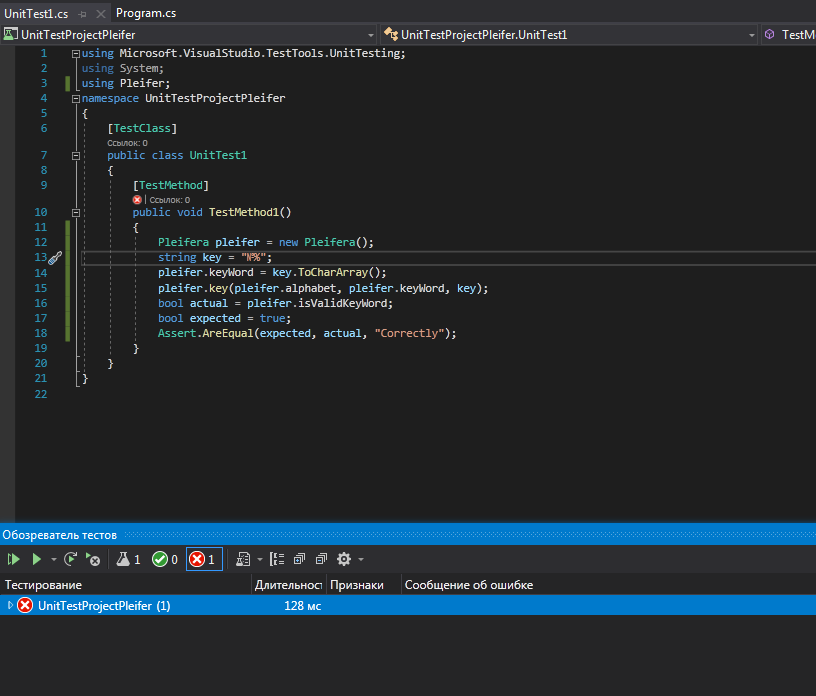 UnitTest1.cs Program.cs
UnitTestProjectPleifer UnitTestProjectPleifer.UnitTest1 TestM
1 using Microsoft.VisualStudio.TestTools.UnitTesting;
2 using System;
3 using Pleifer;
4 namespace UnitTestProjectPleifer
5 {
6 [TestClass]
Ссылок: 0
7 public class UnitTest1
8 {
9 [TestMethod]
| Ссылок: 0
10 public void TestMethod1()
11 {
12 Pleifera pleifer = new Pleifera();
13 string key = "№%";
14 pleifer.keyWord = key.ToCharArray();
15 pleifer.key(pleifer.alphabet, pleifer.keyWord, key);
16 bool actual = pleifer.isValidKeyWord;
17 bool expected = true;
18 Assert.AreEqual(expected, actual, "Correctly");
19 }
20 }
21 }
22
Обозреватель тестов
1 0 1
Тестирование Длительност Признаки Сообщение об ошибке
UnitTestProjectPleifer (1) 128 мс